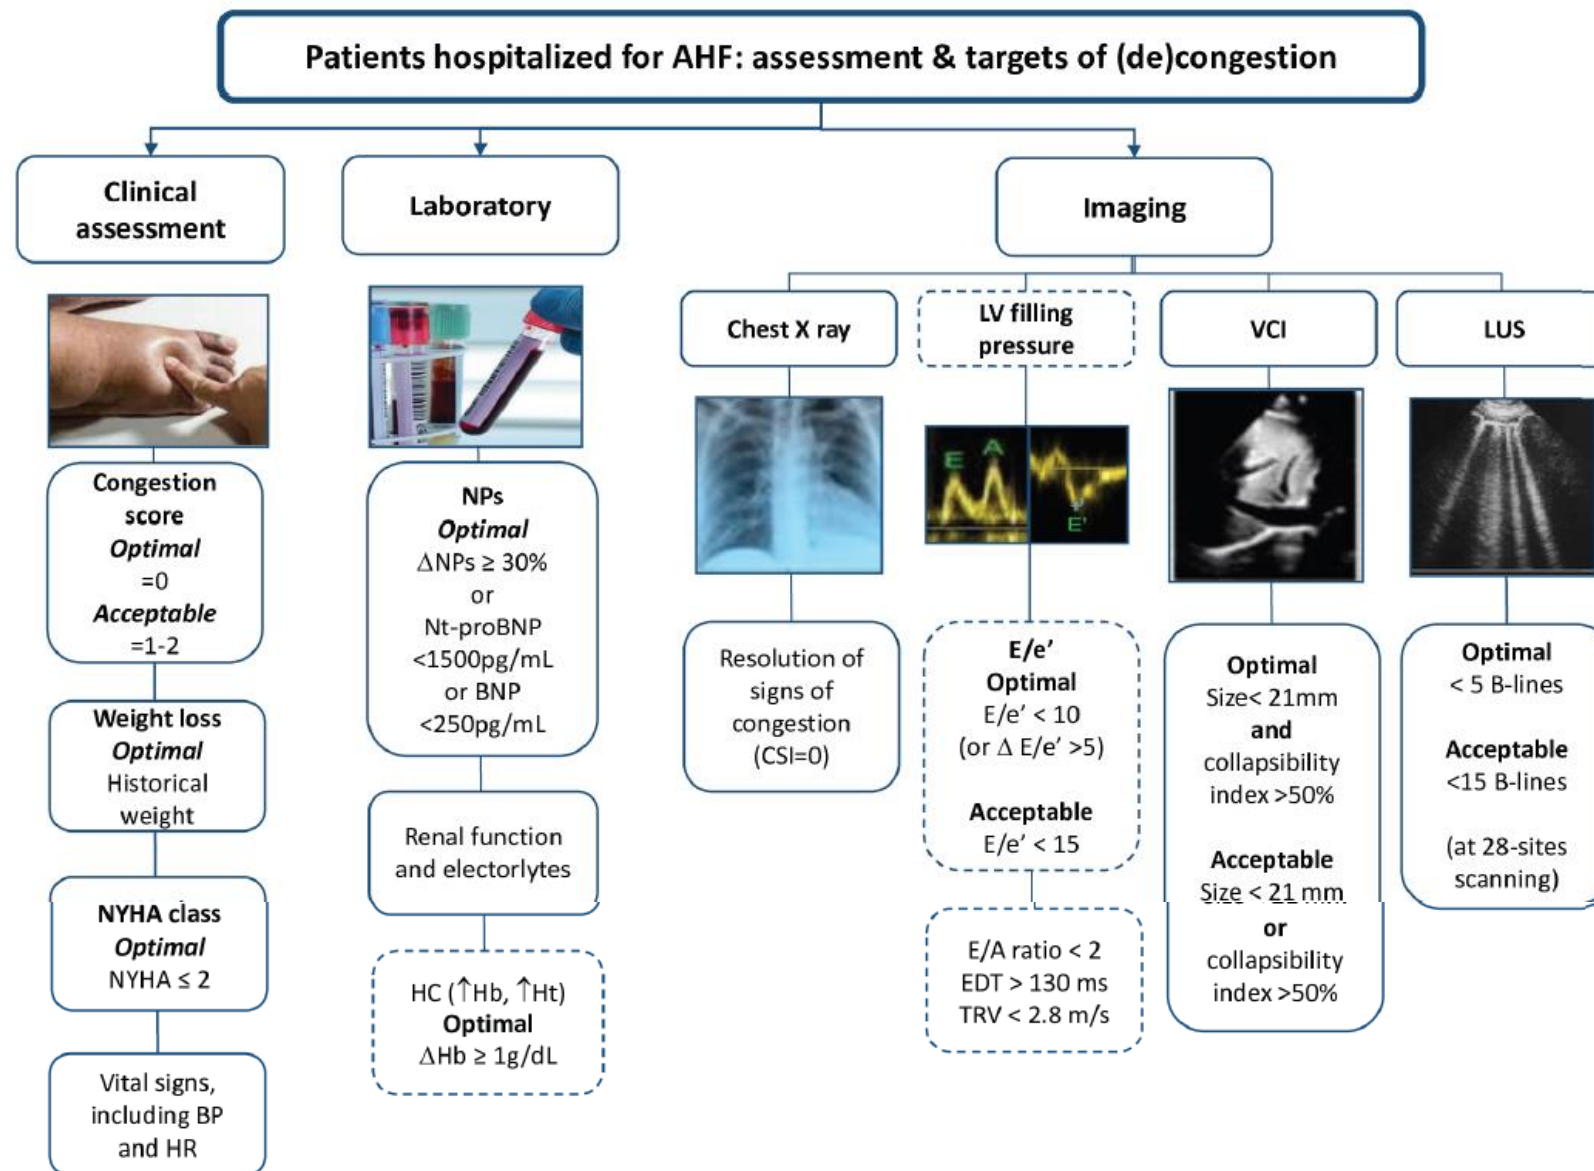 Patients hospitalized for AHF: assessment & targets of (de)congestion
Clinical
assessment
Congestion
score
Optimal
=0
Acceptable
=1-2
Weight loss
Optimal
Historical
weight
NYHA class
Optimal
NYHA ≤ 2
Vital signs,
including BP
and HR
Laboratory
NPs
Optimal
ΔNPs ≥ 30%
or
Nt-proBNP
<1500pg/mL
or BNP
<250pg/mL
Renal function
and electorlytes
HC (↑Hb, ↑Ht)
Optimal
ΔHb ≥ 1g/dL
Imaging
Chest X ray
Resolution of
signs of
congestion
(CSI=0)
LV filling
pressure
E A
E'
E/e'
Optimal
E/e' < 10
(or Δ E/e' >5)
Acceptable
E/e' < 15
E/A ratio < 2
EDT > 130 ms
TRV < 2.8 m/s
VCI
Optimal
Size< 21mm
and
collapsibility
index >50%
Acceptable
Size < 21 mm
or
collapsibility
index >50%
LUS
Optimal
< 5 B-lines
Acceptable
<15 B-lines
(at 28-sites
scanning)